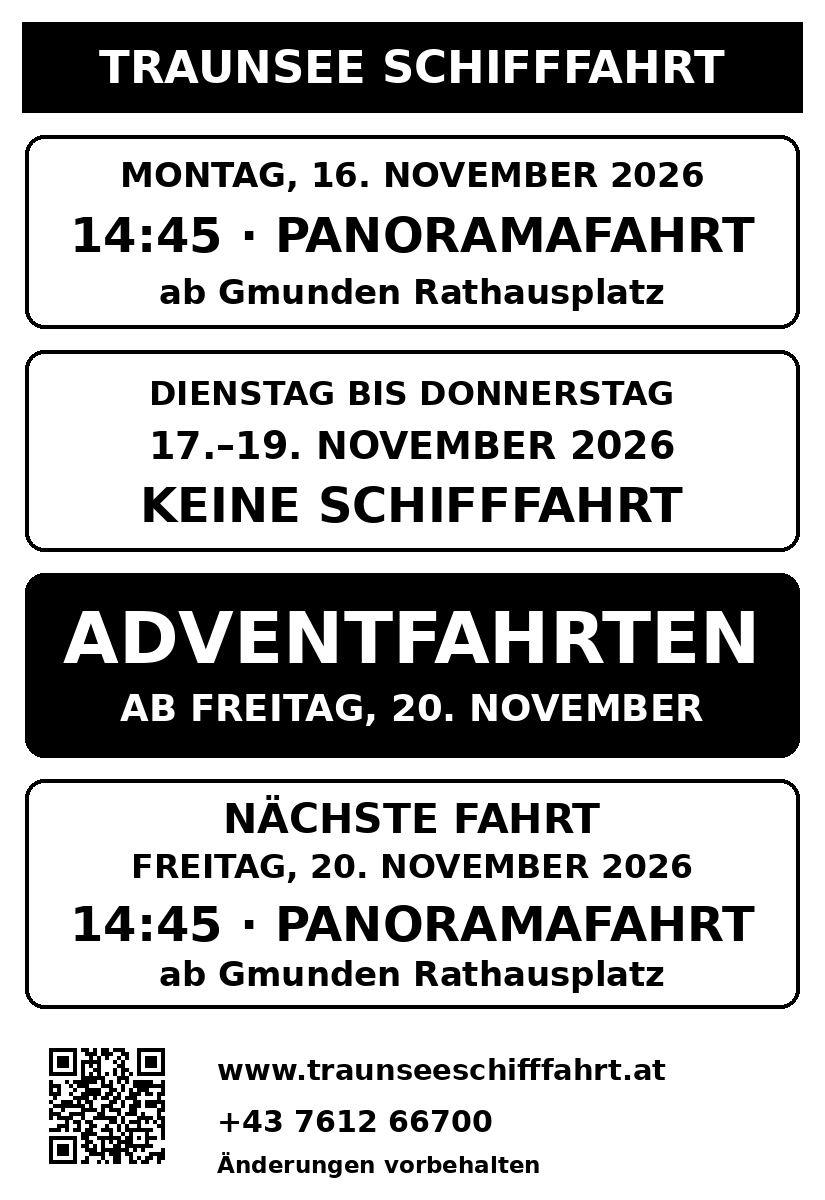 TRAUNSEE SCHIFFFAHRT
MONTAG, 16. NOVEMBER 2026
14:45 · PANORAMAFAHRT
ab Gmunden Rathausplatz
DIENSTAG BIS DONNERSTAG
17.–19. NOVEMBER 2026
KEINE SCHIFFFAHRT
ADVENTFAHRTEN
AB FREITAG, 20. NOVEMBER
NÄCHSTE FAHRT
FREITAG, 20. NOVEMBER 2026
14:45 · PANORAMAFAHRT
ab Gmunden Rathausplatz
www.traunseeschifffahrt.at
+43 7612 66700
Änderungen vorbehalten